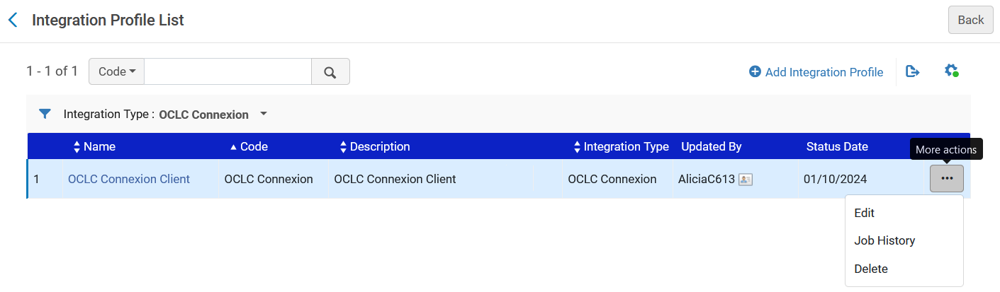 Integration Profile List
Back
1 - 1 of 1
Code
Add Integration Profile
Integration Type : OCLC Connexion
Name Code Description Integration Type Updated By Status Date
More actions
1 OCLC Connexion Client OCLC Connexion OCLC Connexion Client OCLC Connexion AliciaC613 01/10/2024
Edit
Job History
Delete